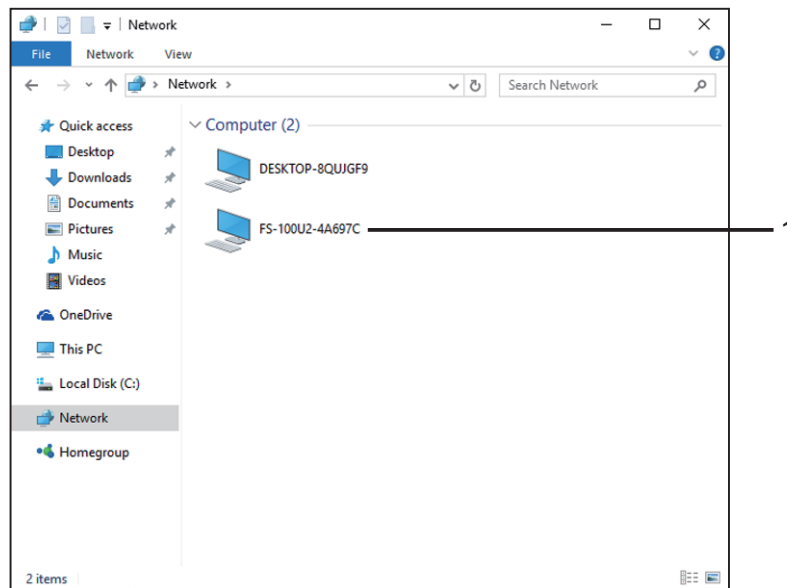 Network
File Network View
Network
Search Network
Quick access
Desktop
Downloads
Documents
Pictures
Music
Videos
OneDrive
This PC
Local Disk (C:)
Network
Homegroup
Computer (2)
DESKTOP-8QUJGF9
FS-100U2-4A697C
1
2 items